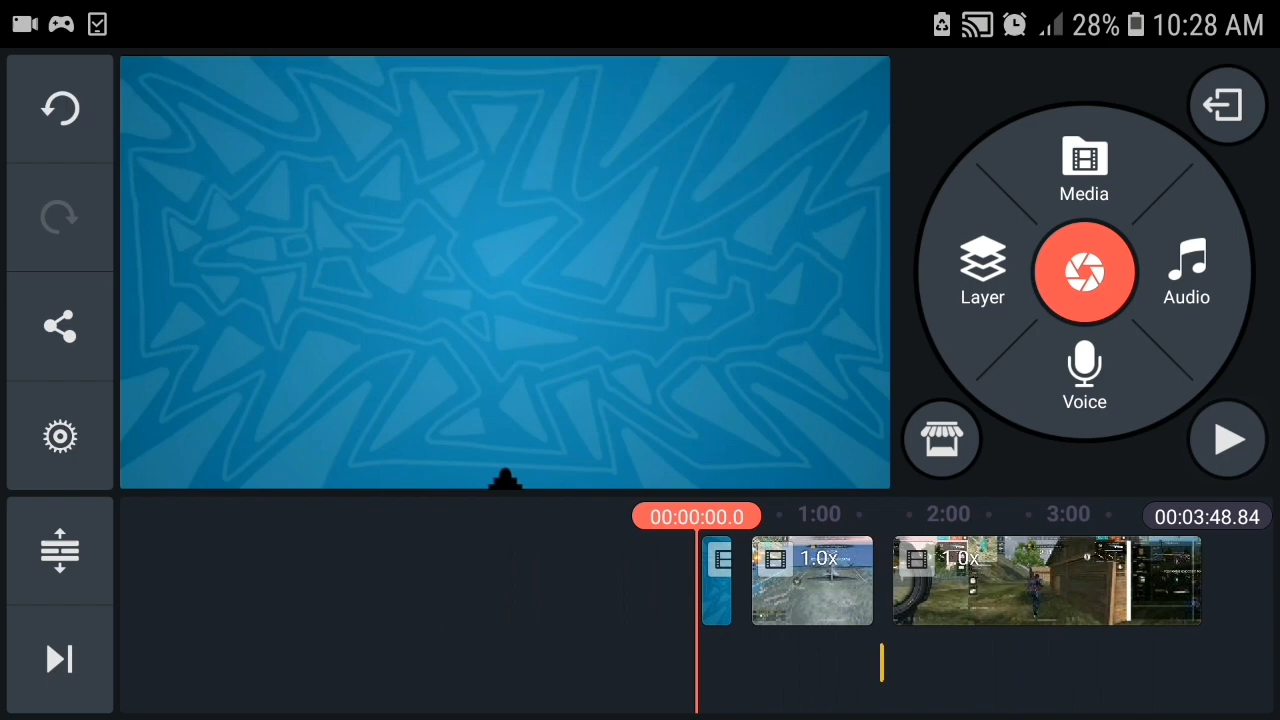 28% 10:28 AM
Media
Layer
Audio
Voice
00:00:00.0
1:00
2:00
3:00
00:03:48.84
1.0x
1.0x